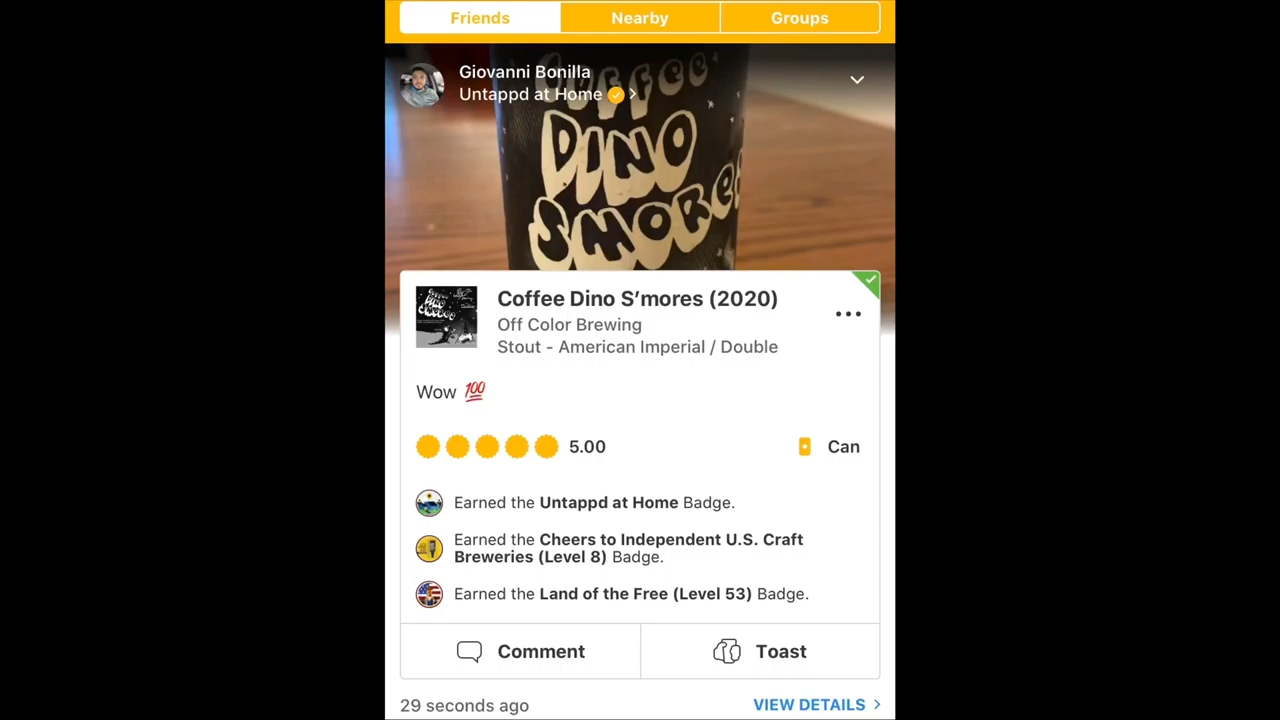 Friends
Nearby
Groups
Giovanni Bonilla
Untappd at Home
Coffee
DINO
SMORES
Coffee Dino S’mores (2020)
Off Color Brewing
Stout - American Imperial / Double
Wow 💯
5.00
Can
Earned the Untappd at Home Badge.
Earned the Cheers to Independent U.S. Craft
Breweries (Level 8) Badge.
Earned the Land of the Free (Level 53) Badge.
Comment
Toast
29 seconds ago
VIEW DETAILS